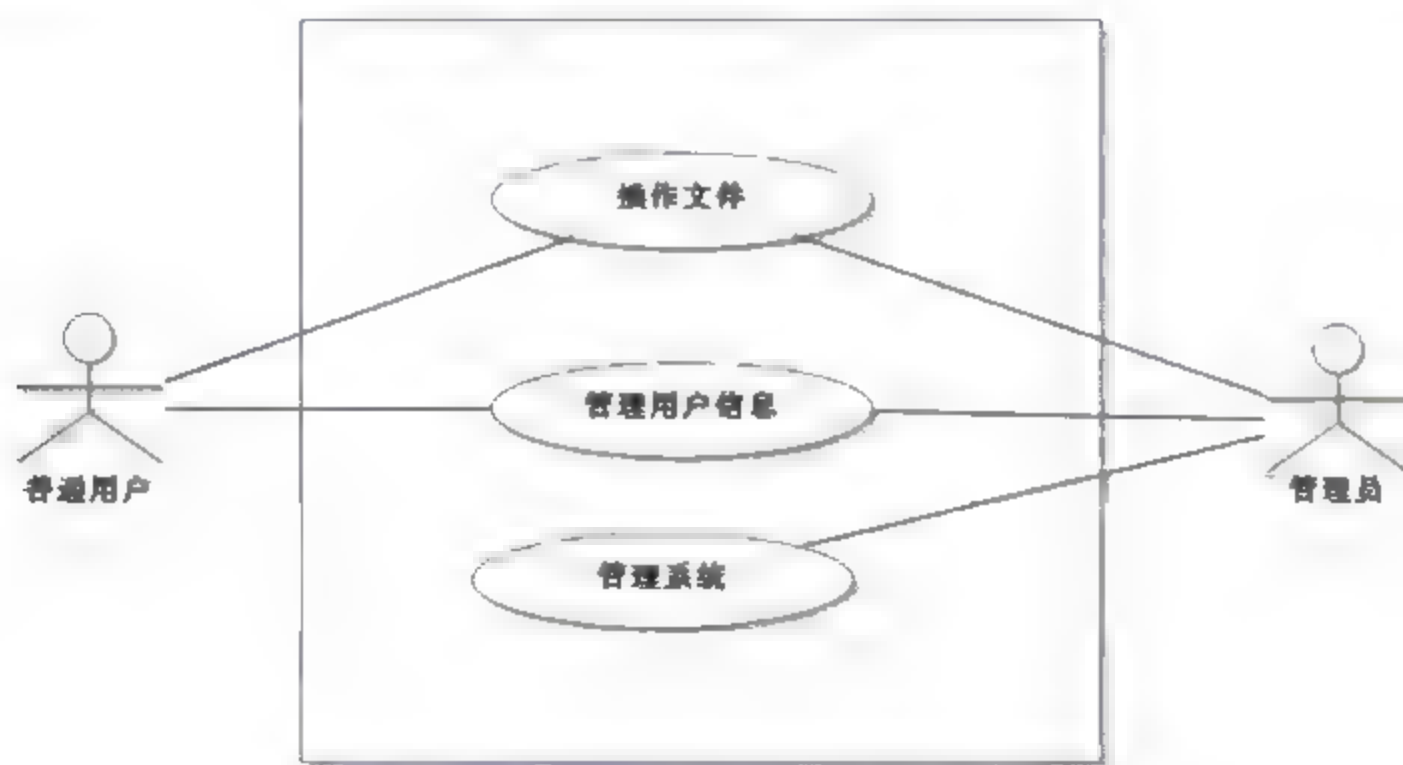 操作文件
管理用户信息
普通用户
管理员
管理系统